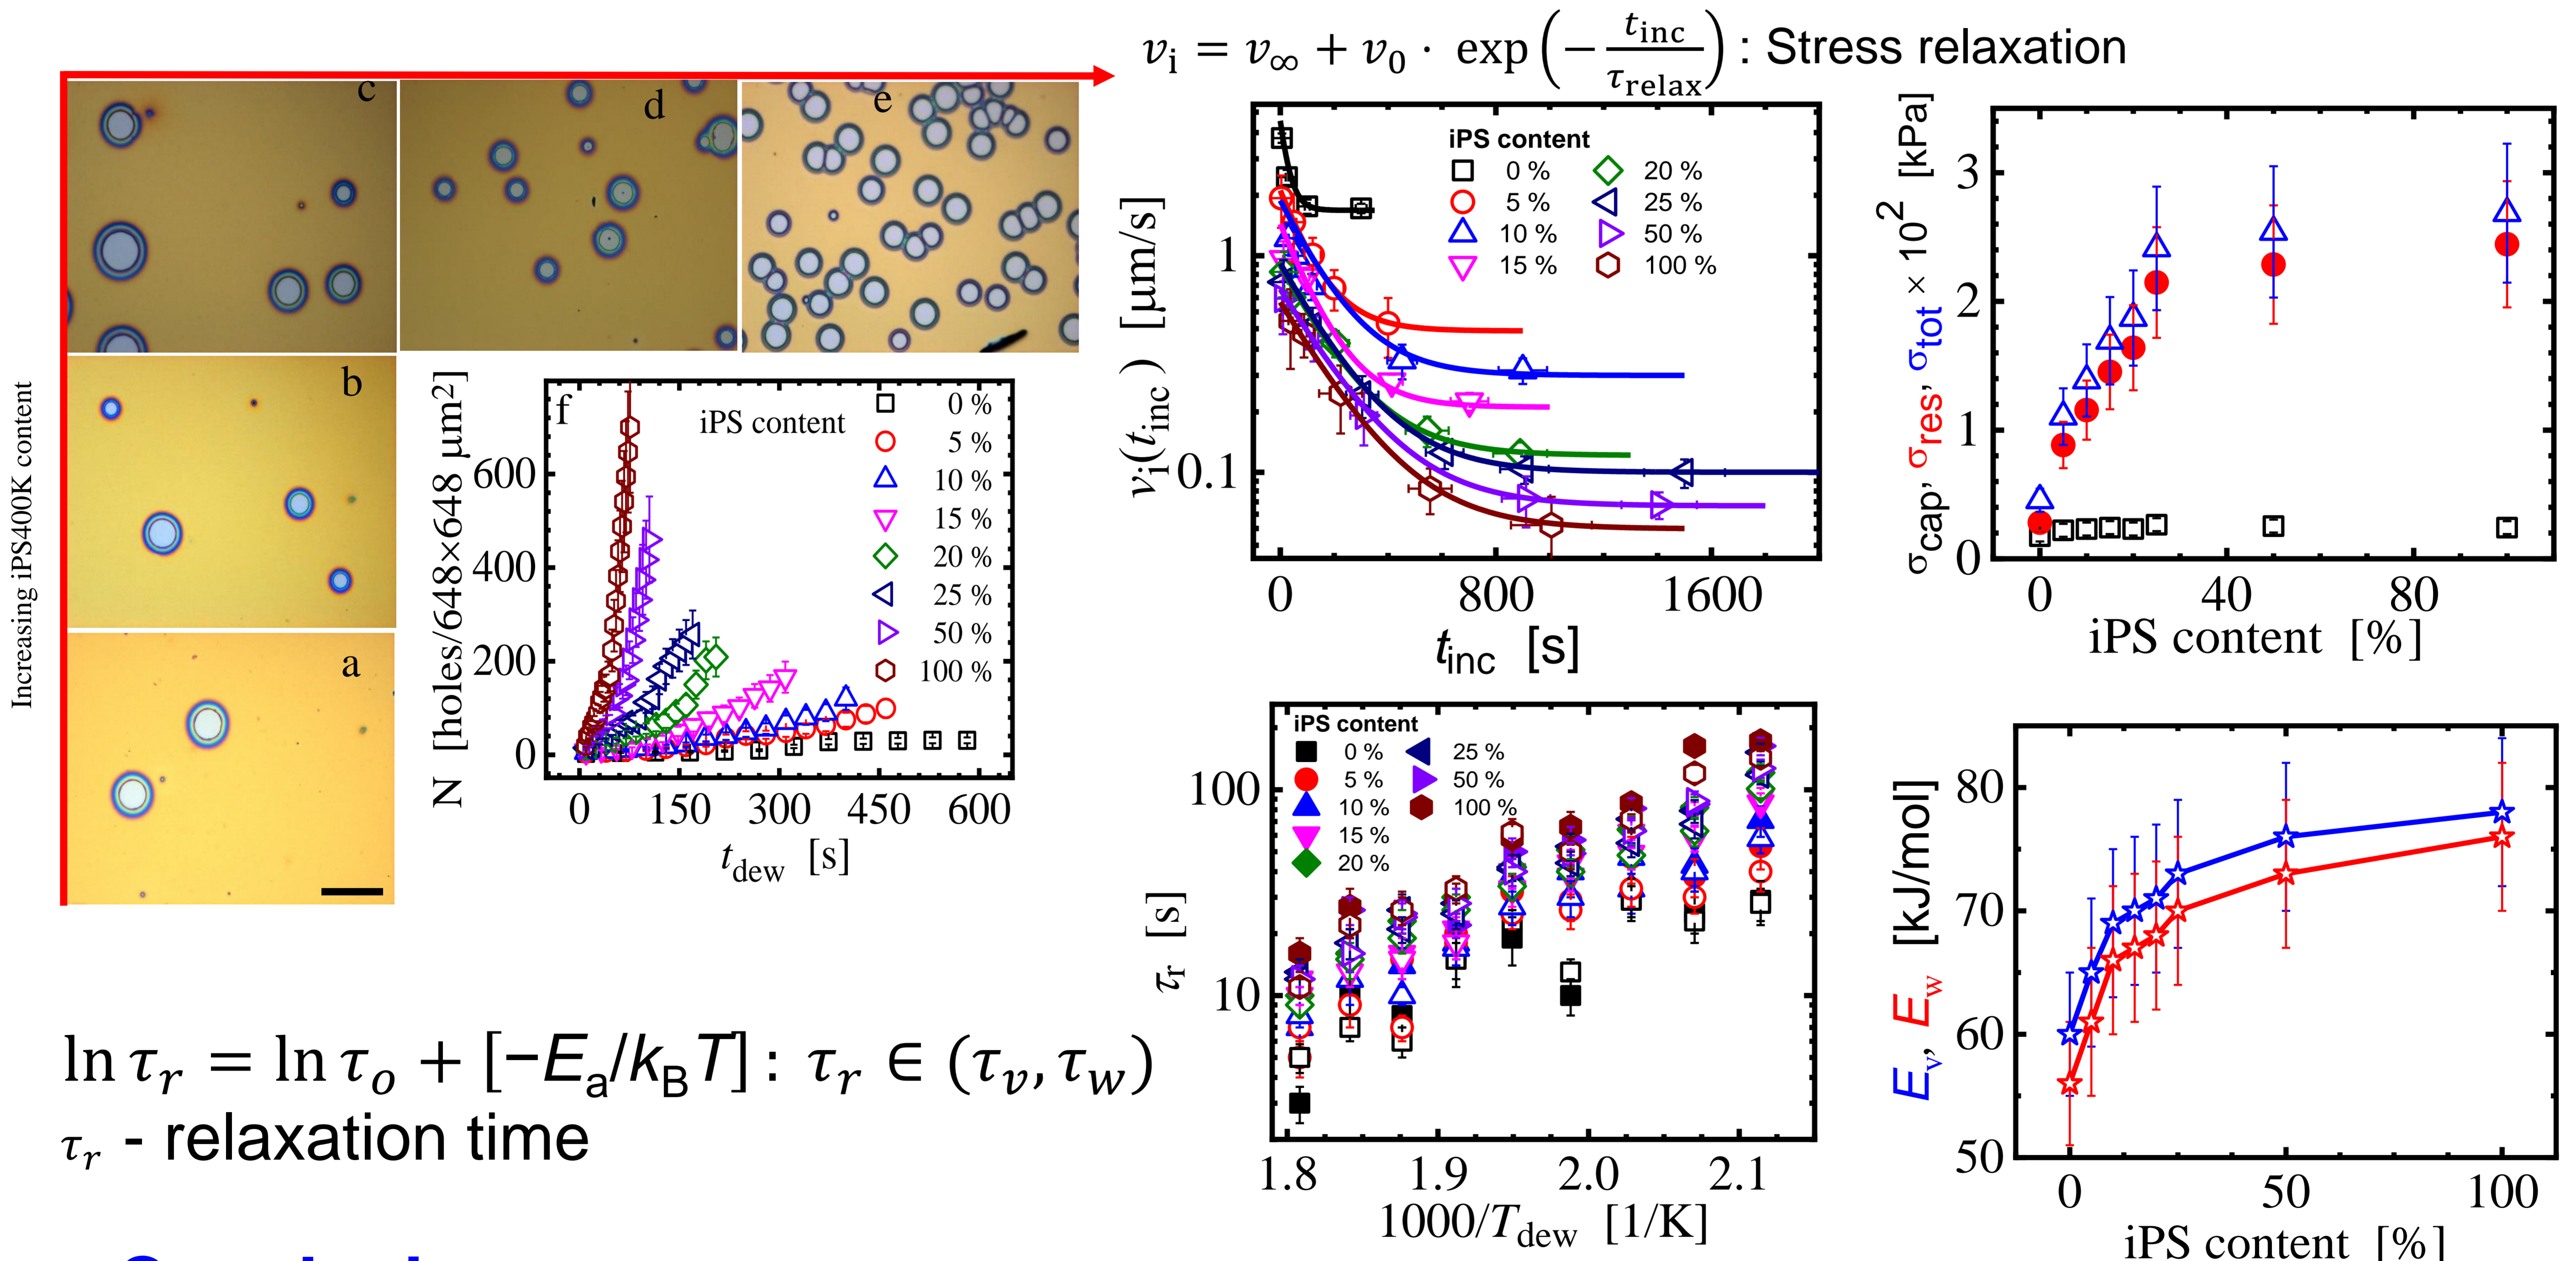 v_i = v_∞ + v_0 · exp(−t_inc/τ_relax) : Stress relaxation
Increasing iPS400K content
c
d
e
b
a
f
iPS content
0 %
5 %
10 %
15 %
20 %
25 %
50 %
100 %
N [holes/648×648 μm²]
600
400
200
0
0 150 300 450 600
t_dew [s]
v_i(t_inc) [μm/s]
1
0.1
iPS content
0 % 20 %
5 % 25 %
10 % 50 %
15 % 100 %
0 800 1600
t_inc [s]
σ_cap, σ_res, σ_tot × 10² [kPa]
3
2
1
0
0 40 80
iPS content [%]
ln τ_r = ln τ_o + [−E_a/k_B T] : τ_r ∈ (τ_v, τ_w)
τ_r - relaxation time
τ_r [s]
100
10
iPS content
0 % 25 %
5 % 50 %
10 % 100 %
15 %
20 %
1.8 1.9 2.0 2.1
1000/T_dew [1/K]
E_v, E_w [kJ/mol]
80
70
60
50
0 50 100
iPS content [%]